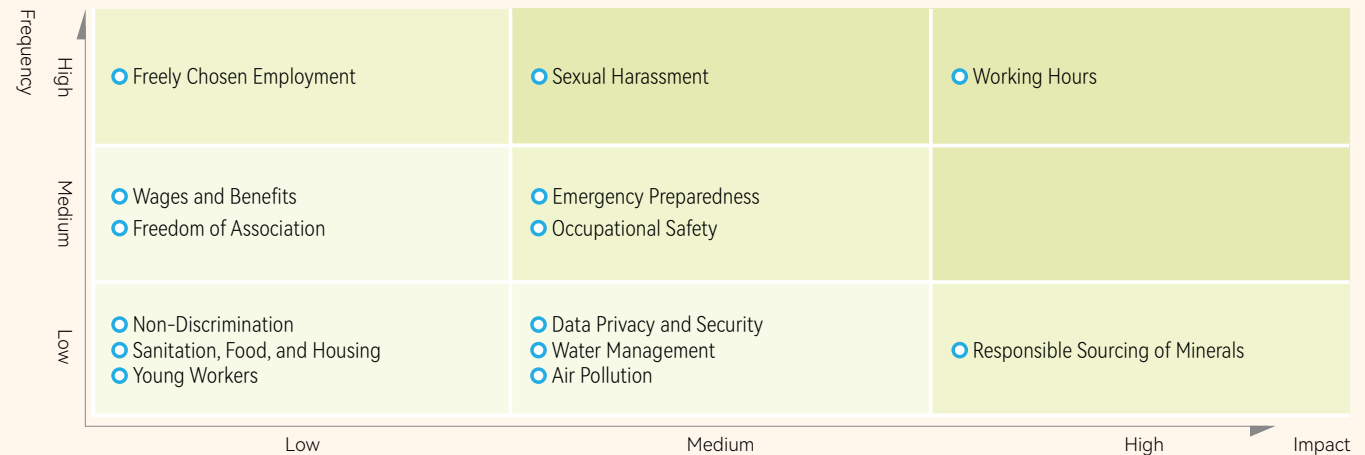 Frequency
High
Freely Chosen Employment
Sexual Harassment
Working Hours
Medium
Wages and Benefits
Freedom of Association
Emergency Preparedness
Occupational Safety
Low
Non-Discrimination
Sanitation, Food, and Housing
Young Workers
Data Privacy and Security
Water Management
Air Pollution
Responsible Sourcing of Minerals
Low
Medium
High
Impact